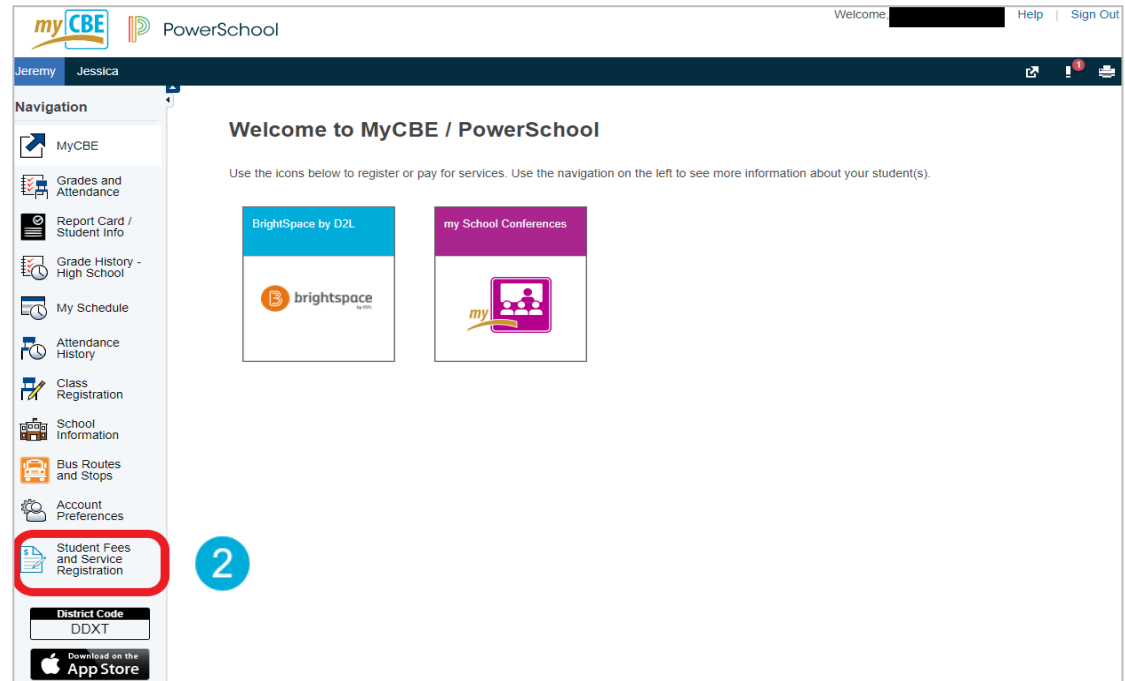 my CBE PowerSchool
Welcome, Help | Sign Out
Jeremy Jessica
1
Navigation
MyCBE
Grades and
Attendance
Report Card /
Student Info
Grade History -
High School
My Schedule
Attendance
History
Class
Registration
School
Information
Bus Routes
and Stops
Account
Preferences
Student Fees
and Service
Registration
2
District Code
DDXT
Download on the
App Store
Welcome to MyCBE / PowerSchool
Use the icons below to register or pay for services. Use the navigation on the left to see more information about your student(s).
BrightSpace by D2L
B brightspace
by D2L
my School Conferences
my